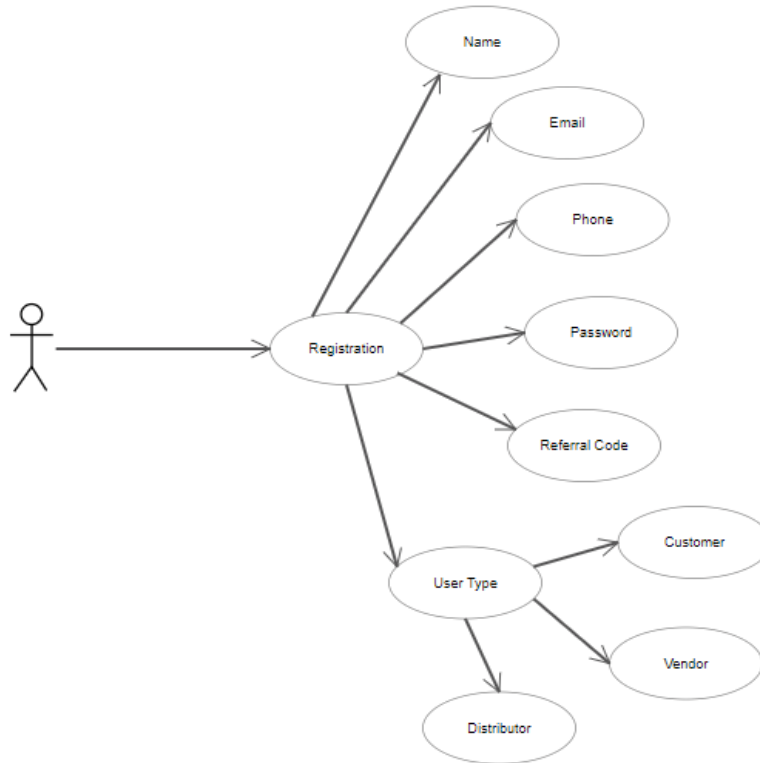 Name
Email
Phone
Password
Registration
Referral Code
Customer
User Type
Vendor
Distributor